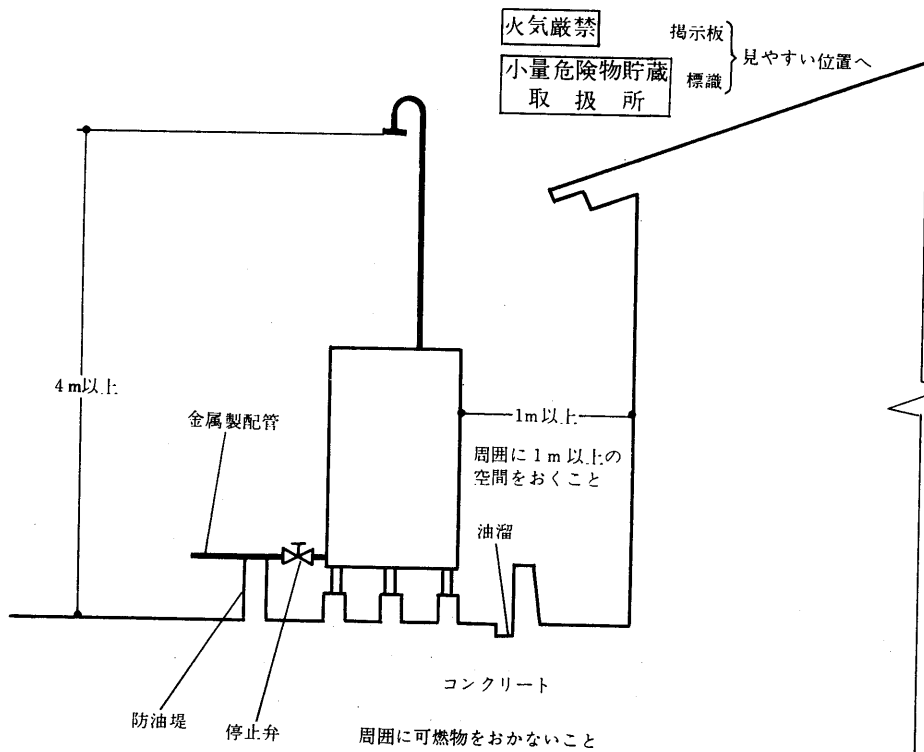 火気厳禁
掲示板
見やすい位置へ
小量危険物貯蔵
取扱所
標識
4m以上
1m以上
金属製配管
周囲に1m以上の
空間をおくこと
油溜
コンクリート
防油堤
停止弁
周囲に可燃物をおかないこと